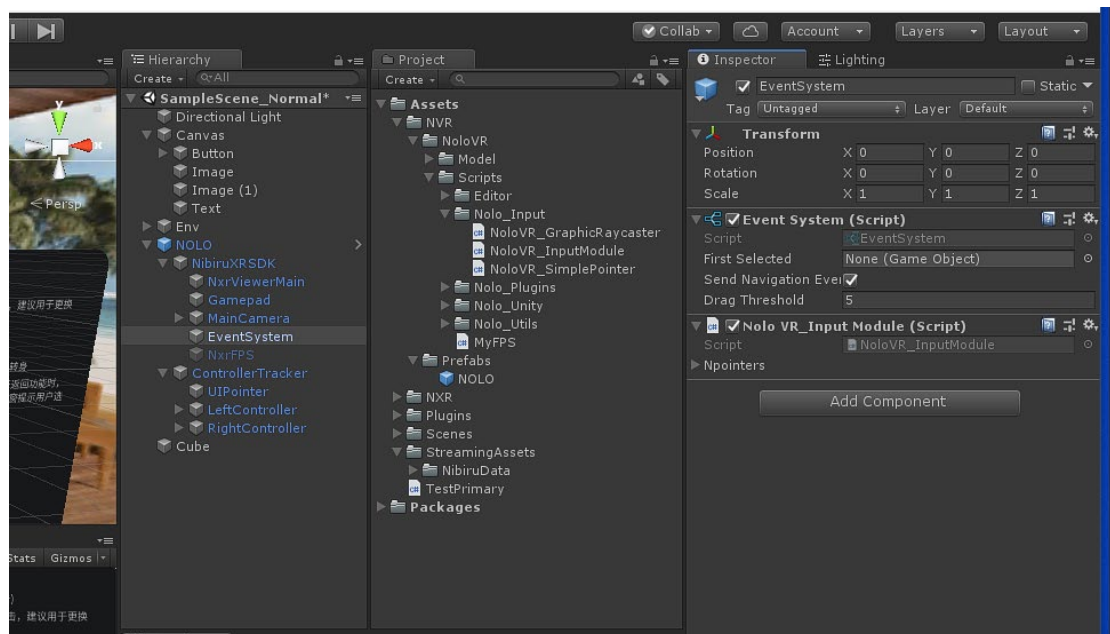 Collab
Account
Layers
Layout
Hierarchy
Create
All
SampleScene_Normal*
Directional Light
Canvas
Button
Image
Image (1)
Text
Env
NOLO
NibiruXRSDK
NxrViewerMain
Gamepad
MainCamera
EventSystem
NxrFPS
ControllerTracker
UIPointer
LeftController
RightController
Cube
y
x
Persp
，建议用于更换
返回功能时，
Stats Gizmos
击，建议用于更换
Project
Create
Assets
NVR
NoloVR
Model
Scripts
Editor
Nolo_Input
NoloVR_GraphicRaycaster
NoloVR_InputModule
NoloVR_SimplePointer
Nolo_Plugins
Nolo_Unity
Nolo_Utils
MyFPS
Prefabs
NOLO
NXR
Plugins
Scenes
StreamingAssets
NibiruData
TestPrimary
Packages
Inspector Lighting
EventSystem Static
Tag Untagged Layer Default
Transform
Position X 0 Y 0 Z 0
Rotation X 0 Y 0 Z 0
Scale X 1 Y 1 Z 1
Event System (Script)
Script EventSystem
First Selected None (Game Object)
Send Navigation Ever
Drag Threshold 5
Nolo VR_Input Module (Script)
Script NoloVR_InputModule
Npointers
Add Component